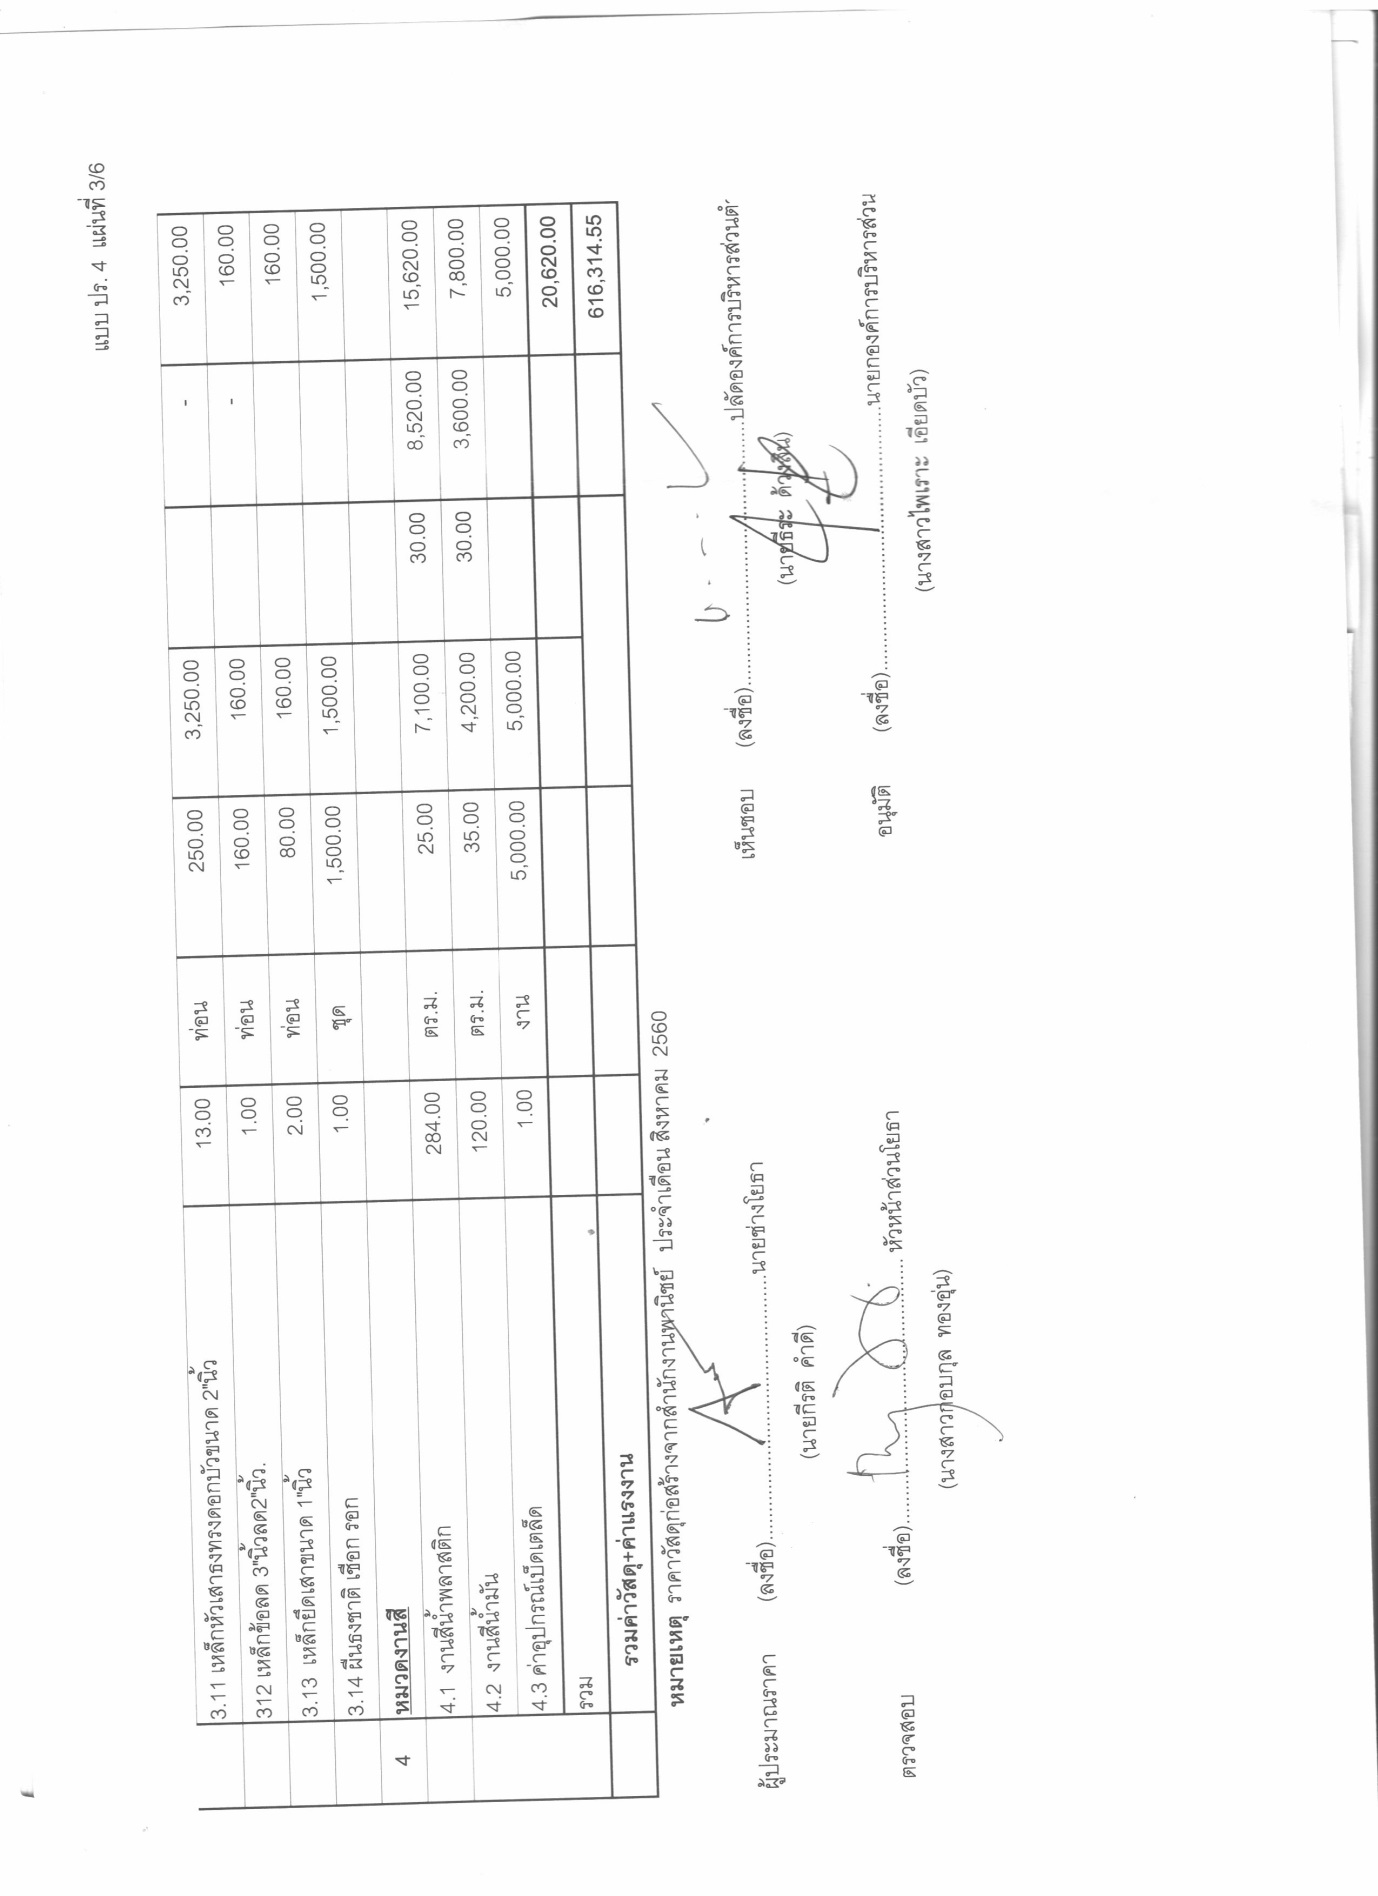 แบบ ปร. 4 แผ่นที่ 3/6
3.11 เหล็กหัวเสาธงทรงดอกบัวขนาด 2"นิ้ว 13.00 ท่อน 250.00 3,250.00 - 3,250.00
312 เหล็กข้อลด 3"นิ้วลด2"นิ้ว. 1.00 ท่อน 160.00 160.00 - 160.00
3.13 เหล็กยึดเสาขนาด 1"นิ้ว 2.00 ท่อน 80.00 160.00 160.00
3.14 ผืนธงชาติ เชือก รอก 1.00 ชุด 1,500.00 1,500.00 1,500.00
4 หมวดงานสี
4.1 งานสีน้ำพลาสติก 284.00 ตร.ม. 25.00 7,100.00 30.00 8,520.00 15,620.00
4.2 งานสีน้ำมัน 120.00 ตร.ม. 35.00 4,200.00 30.00 3,600.00 7,800.00
4.3 ค่าอุปกรณ์เบ็ดเตล็ด 1.00 งาน 5,000.00 5,000.00 5,000.00
รวม 20,620.00
รวมค่าวัสดุ+ค่าแรงงาน 616,314.55
หมายเหตุ ราคาวัสดุก่อสร้างจากสำนักงานพานิชย์ ประจำเดือน สิงหาคม 2560
ผู้ประมาณราคา (ลงชื่อ)..............................นายช่างโยธา เห็นชอบ (ลงชื่อ)..............................ปลัดองค์การบริหารส่วนตำ
(นายกีรติ คำดี) (นายธีระ ด้วงสิน)
ตรวจสอบ (ลงชื่อ).............................. หัวหน้าส่วนโยธา อนุมัติ (ลงชื่อ)..............................นายกองค์การบริหารส่วน
(นางสาวกอบกุล ทองอุ่น) (นางสาวไพเราะ เอียดบัว)